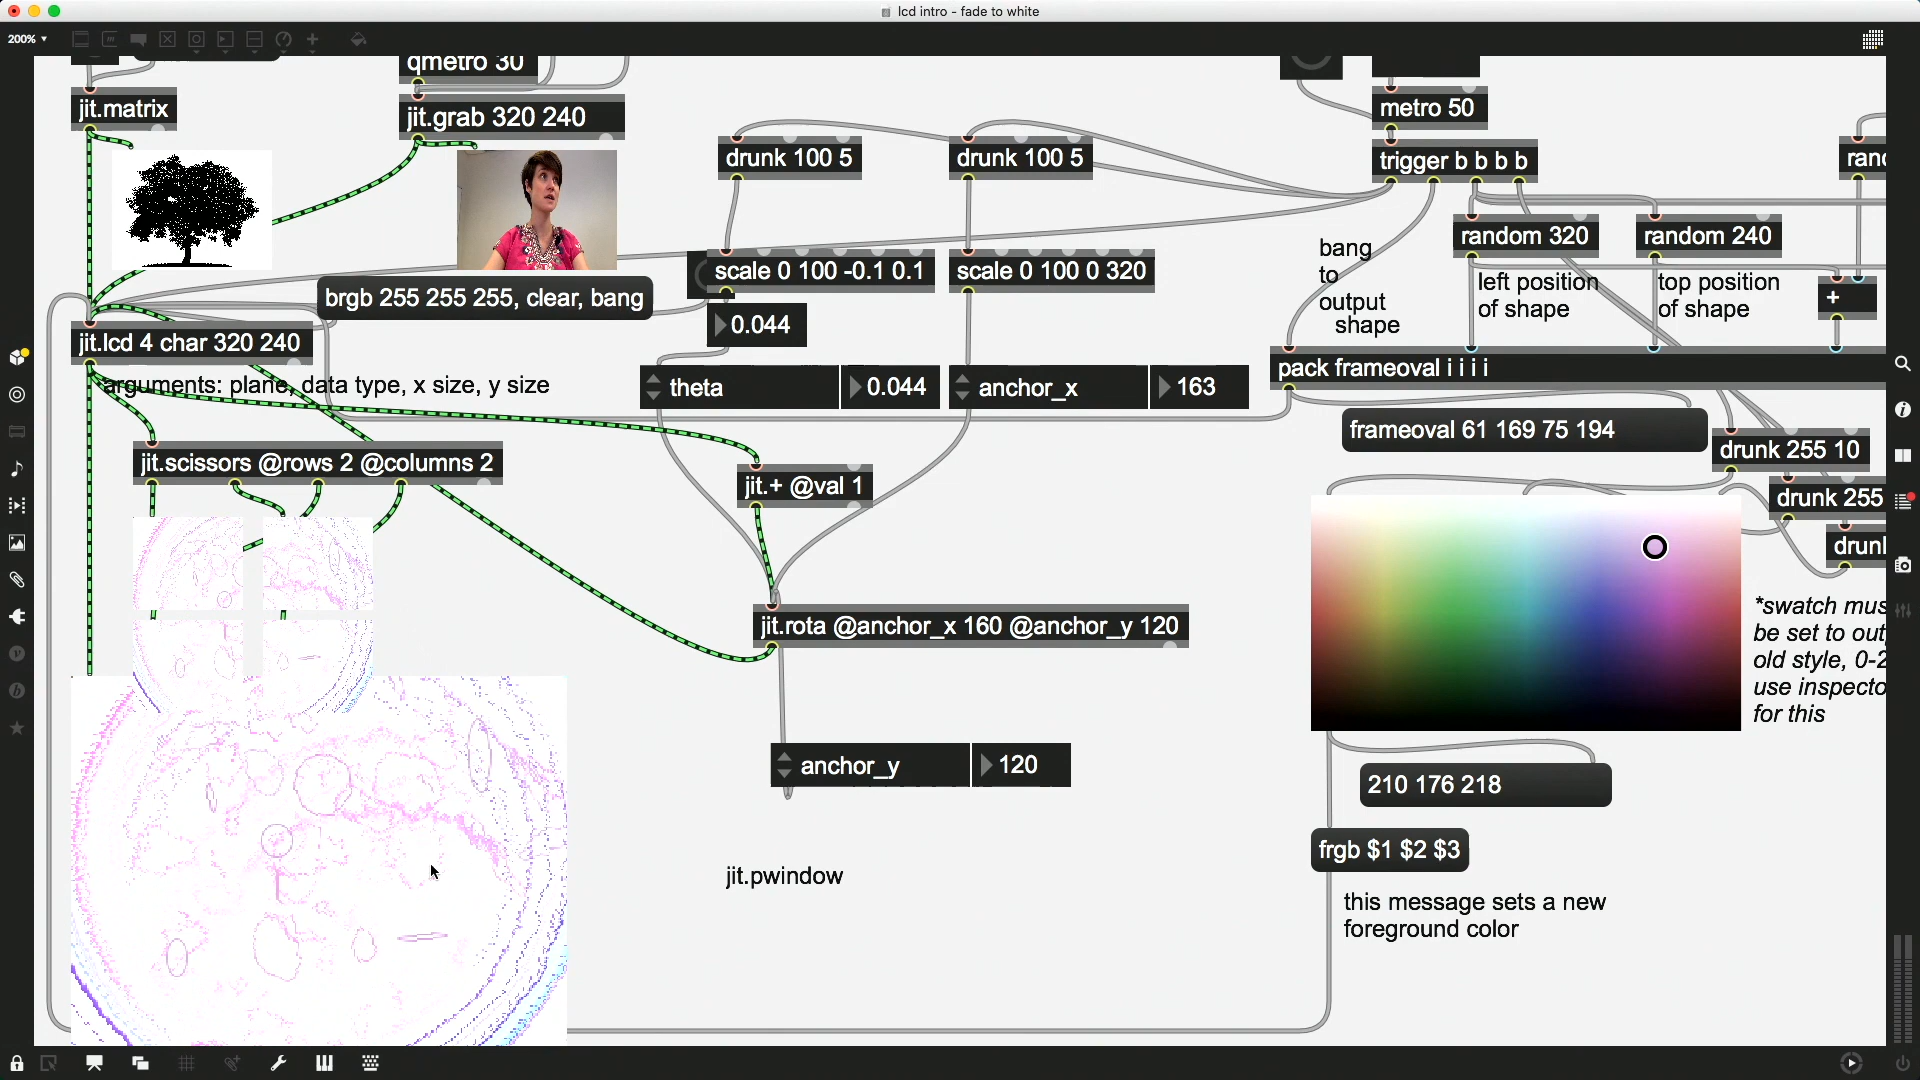 lcd intro - fade to white
200%
qmetro 30
jit.matrix
jit.grab 320 240
metro 50
drunk 100 5
drunk 100 5
trigger b b b b
scale 0 100 -0.1 0.1
scale 0 100 0 320
random 320
random 240
bang
to
output
shape
left position
of shape
top position
of shape
+
brgb 255 255 255, clear, bang
0.044
jit.lcd 4 char 320 240
arguments: plane, data type, x size, y size
theta
0.044
anchor_x
163
pack frameoval i i i i
frameoval 61 169 75 194
drunk 255 10
jit.scissors @rows 2 @columns 2
jit.+ @val 1
drunk 255
jit.rota @anchor_x 160 @anchor_y 120
*swatch
be set to
old style,
use
for this
anchor_y
120
210 176 218
frgb $1 $2 $3
jit.pwindow
this message sets a new
foreground color